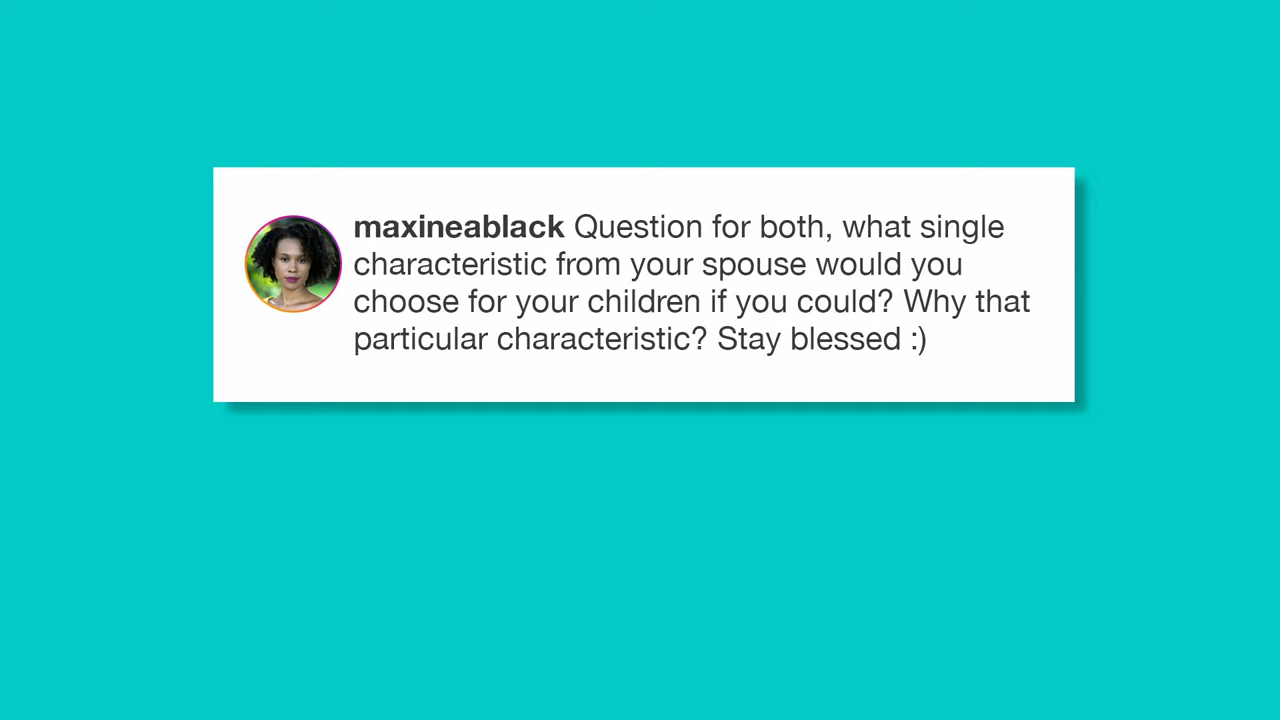 maxineablack Question for both, what single
characteristic from your spouse would you
choose for your children if you could? Why that
particular characteristic? Stay blessed :)